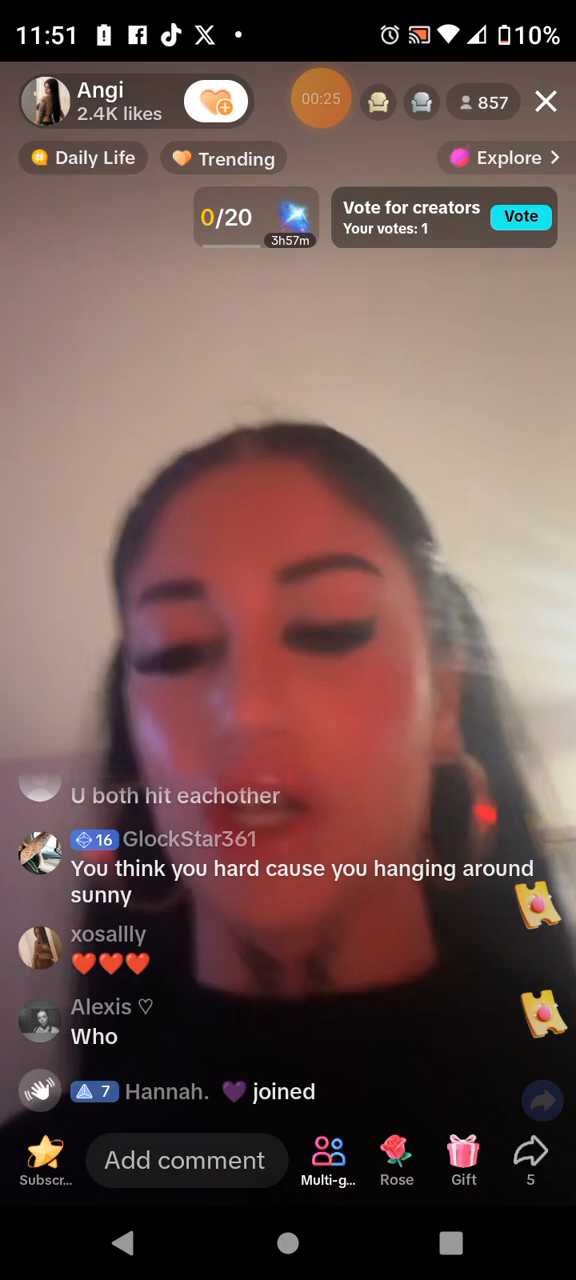 11:51
10%
Angi
2.4K likes
00:25
857
Daily Life
Trending
Explore
0/20
3h57m
Vote for creators
Your votes: 1
Vote
U both hit eachother
16 GlockStar361
You think you hard cause you hanging around
sunny
xosallly
❤️❤️❤️
Alexis ♡
Who
7 Hannah. 💜 joined
Add comment
Subscr...
Multi-g...
Rose
Gift
5